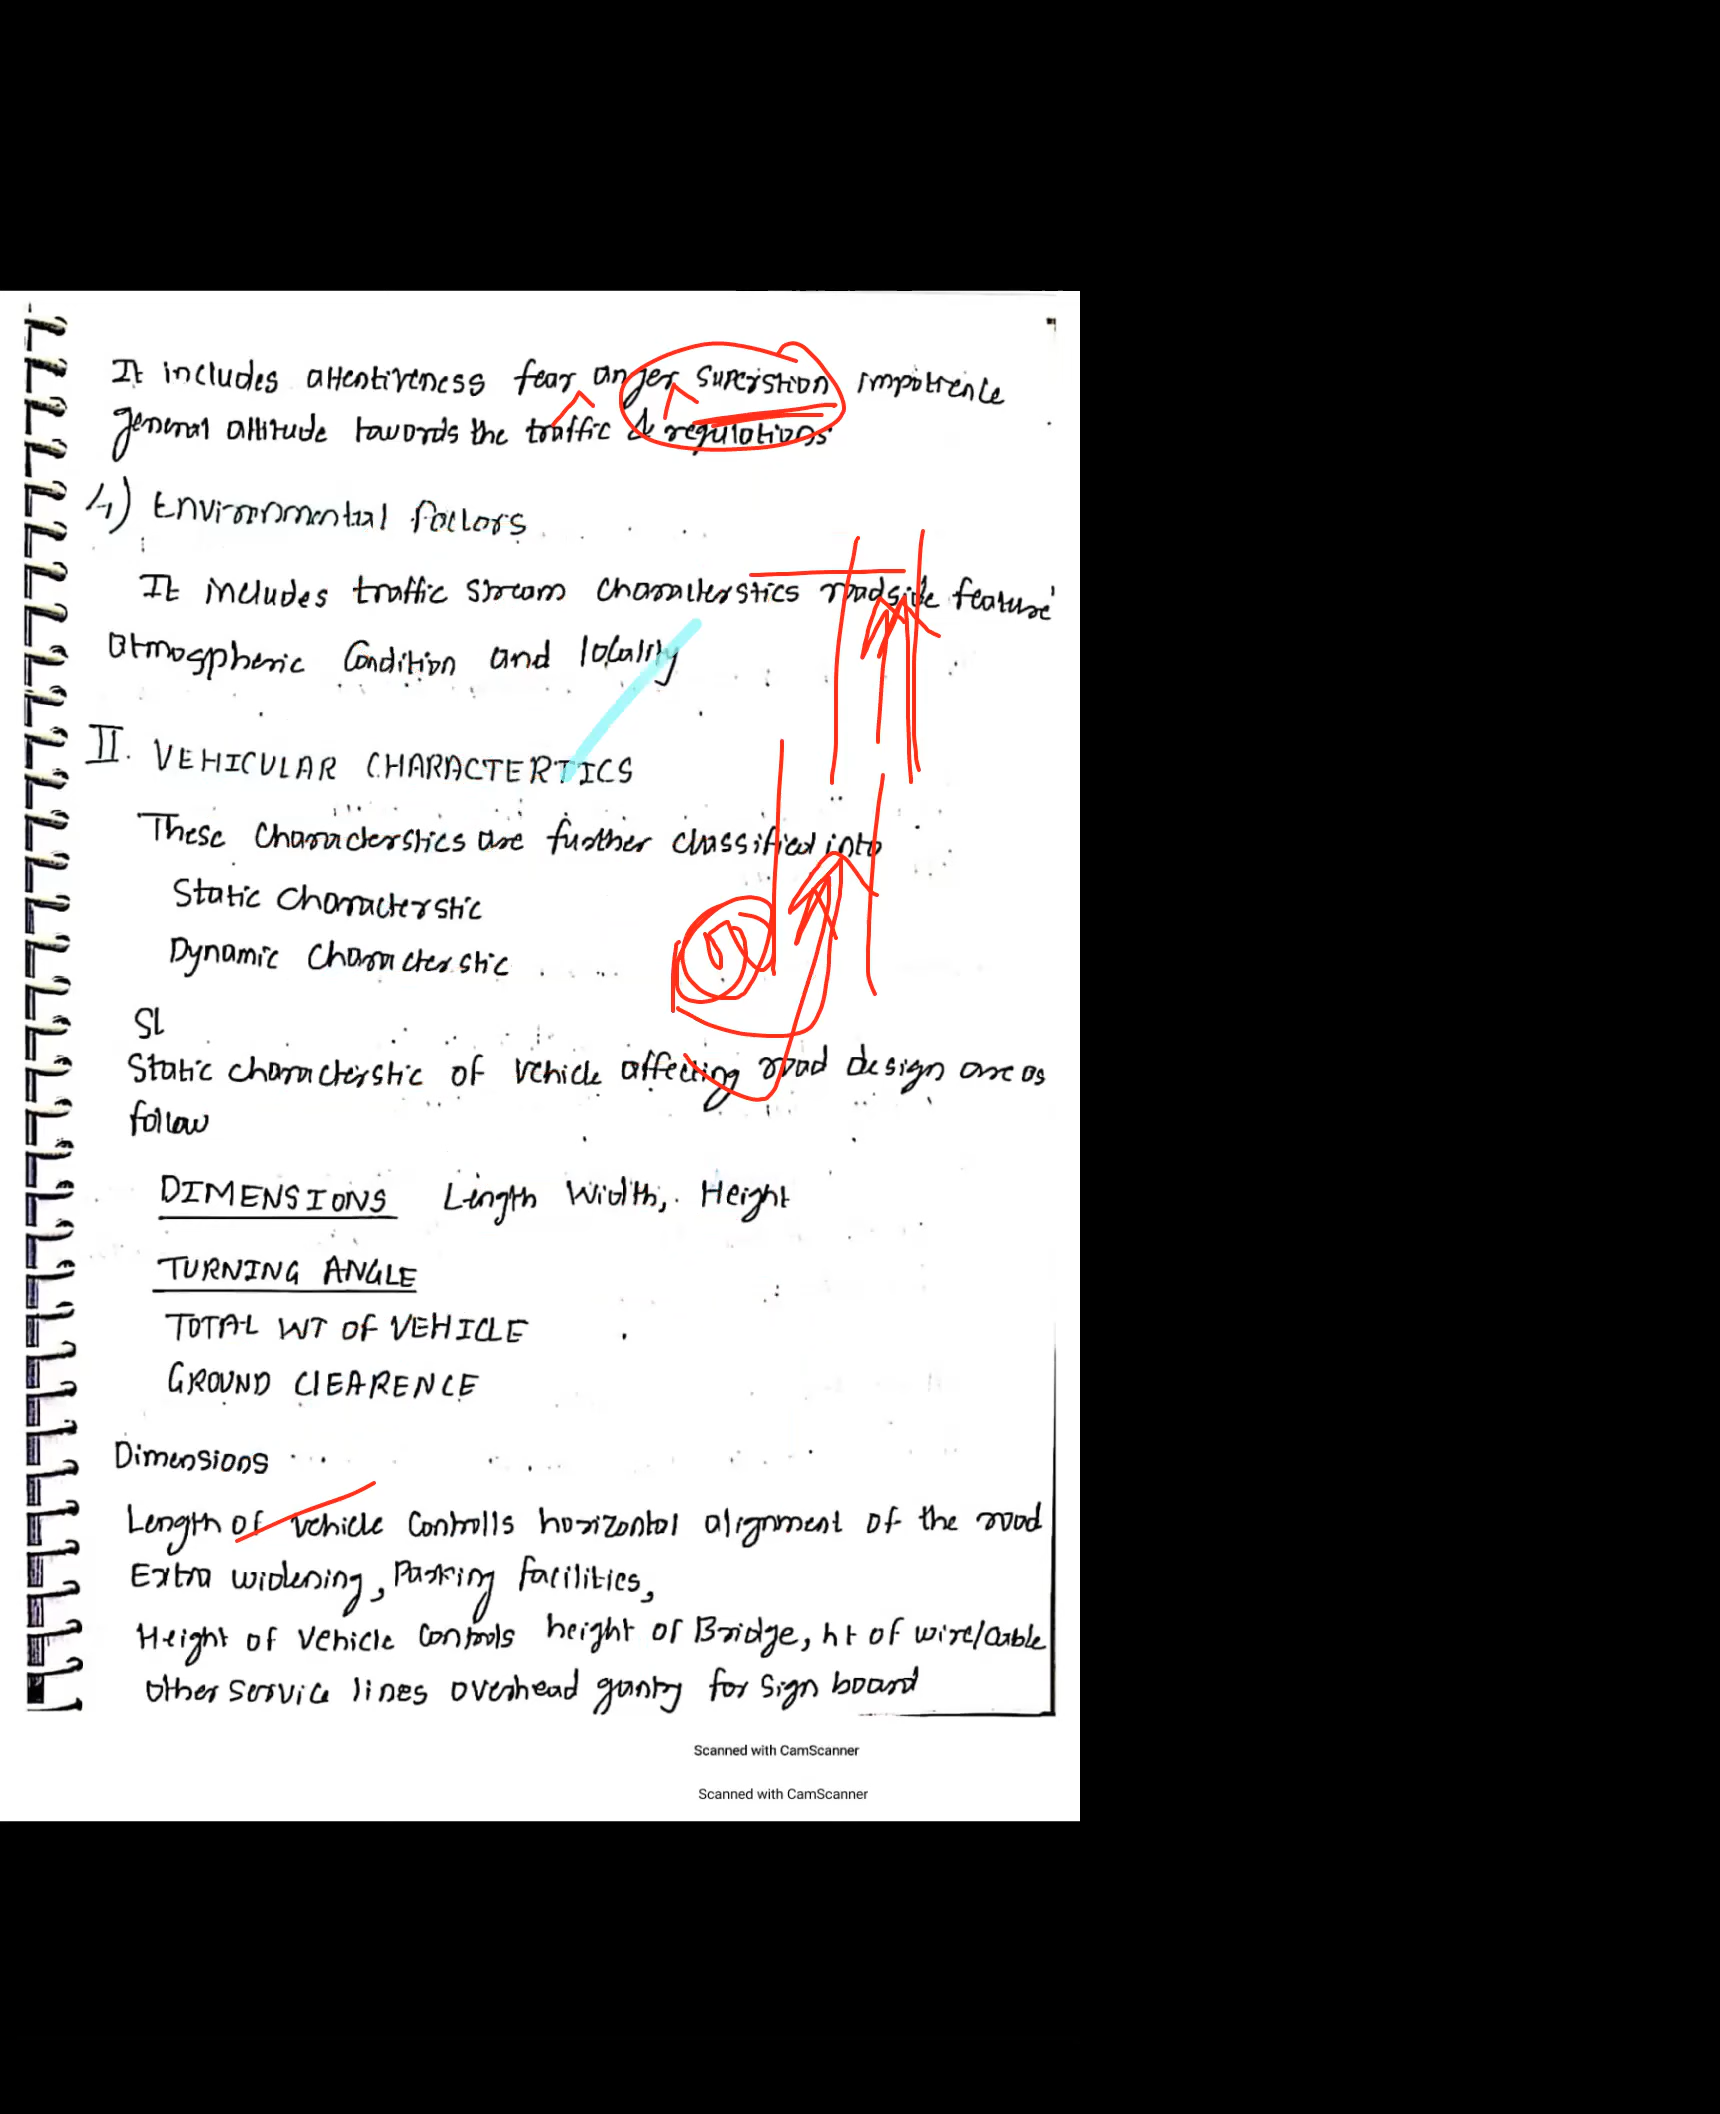 It includes attentiveness fear anger supcistion impotience
general attitude towords the traffic & regulations
4) Environmental factors
It includes traffic stream characterstics roadside feature
atmospheric Condition and locality
II. VEHICULAR CHARACTERTICS
These characterstics are further classified into
Static Characterstic
Dynamic Characterstic
SL
Static characterstic of vehicle affecting road design are as
follow
DIMENSIONS Length Width, Height
TURNING ANGLE
TOTAL WT OF VEHICLE
GROUND CLEARENCE
Dimensions
Length of vehicle Controlls horizontal alignment of the road
Extra widening, Parking facilities,
Height of vehicle Controls height of Bridge, ht of wire/cable
other service lines overhead gantry for sign board
Scanned with CamScanner
Scanned with CamScanner